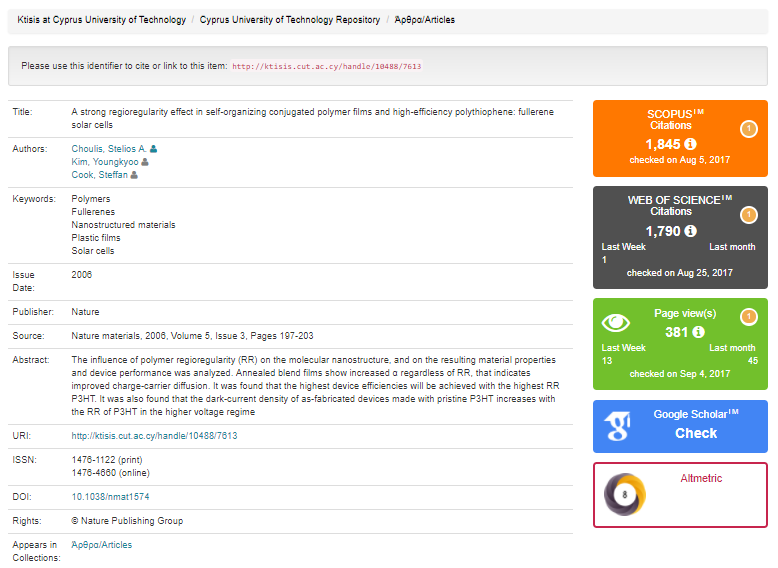 Ktisis at Cyprus University of Technology / Cyprus University of Technology Repository / Άρθρα/Articles
Please use this identifier to cite or link to this item: http://ktisis.cut.ac.cy/handle/10488/7613
Title: A strong regioregularity effect in self-organizing conjugated polymer films and high-efficiency polythiophene: fullerene
solar cells
Authors: Choulis, Stelios A.
Kim, Youngkyoo
Cook, Steffan
Keywords: Polymers
Fullerenes
Nanostructured materials
Plastic films
Solar cells
Issue 2006
Date:
Publisher: Nature
Source: Nature materials, 2006, Volume 5, Issue 3, Pages 197-203
Abstract: The influence of polymer regioregularity (RR) on the molecular nanostructure, and on the resulting material properties
and device performance was analyzed. Annealed blend films show increased α regardless of RR, that indicates
improved charge-carrier diffusion. It was found that the highest device efficiencies will be achieved with the highest RR
P3HT. It was also found that the dark-current density of as-fabricated devices made with pristine P3HT increases with
the RR of P3HT in the higher voltage regime
URI: http://ktisis.cut.ac.cy/handle/10488/7613
ISSN: 1476-1122 (print)
1476-4660 (online)
DOI: 10.1038/nmat1574
Rights: © Nature Publishing Group
Appears in Άρθρα/Articles
Collections:
SCOPUS™
Citations
1
1,845
checked on Aug 5, 2017
WEB OF SCIENCE™
Citations
1
1,790
Last Week Last month
1
checked on Aug 25, 2017
Page view(s) 1
381
Last Week Last month
13 45
checked on Sep 4, 2017
Google Scholar™
Check
Altmetric
8